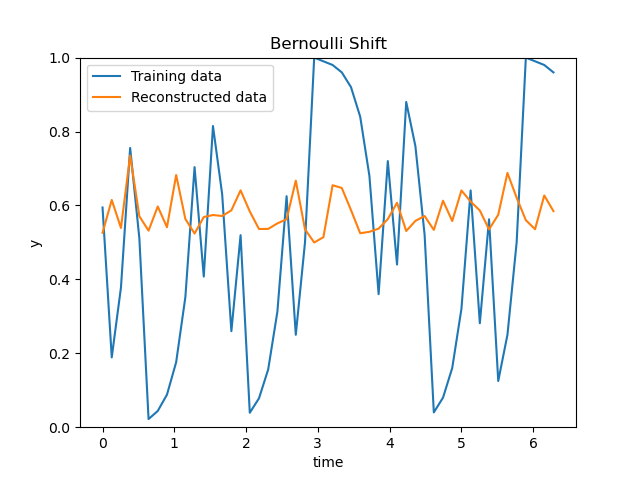 Bernoulli Shift
Training data
Reconstructed data
1.0
0.8
0.6
0.4
0.2
0.0
y
0 1 2 3 4 5 6
time